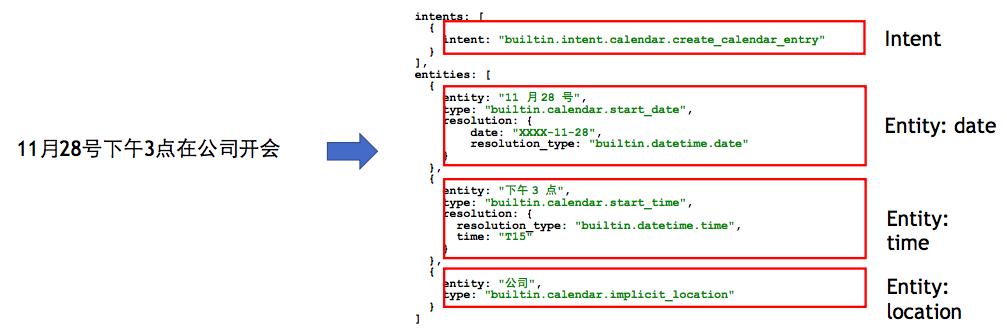 11月28号下午3点在公司开会
intents: [
{
intent: "builtin.intent.calendar.create_calendar_entry"
}
],
entities: [
{
entity: "11 月 28 号",
type: "builtin.calendar.start_date",
resolution: {
date: "XXXX-11-28",
resolution_type: "builtin.datetime.date"
}
},
{
entity: "下午 3 点",
type: "builtin.calendar.start_time",
resolution: {
resolution_type: "builtin.datetime.time",
time: "T15"
}
},
{
entity: "公司",
type: "builtin.calendar.implicit_location"
}
]
Intent
Entity: date
Entity:
time
Entity:
location